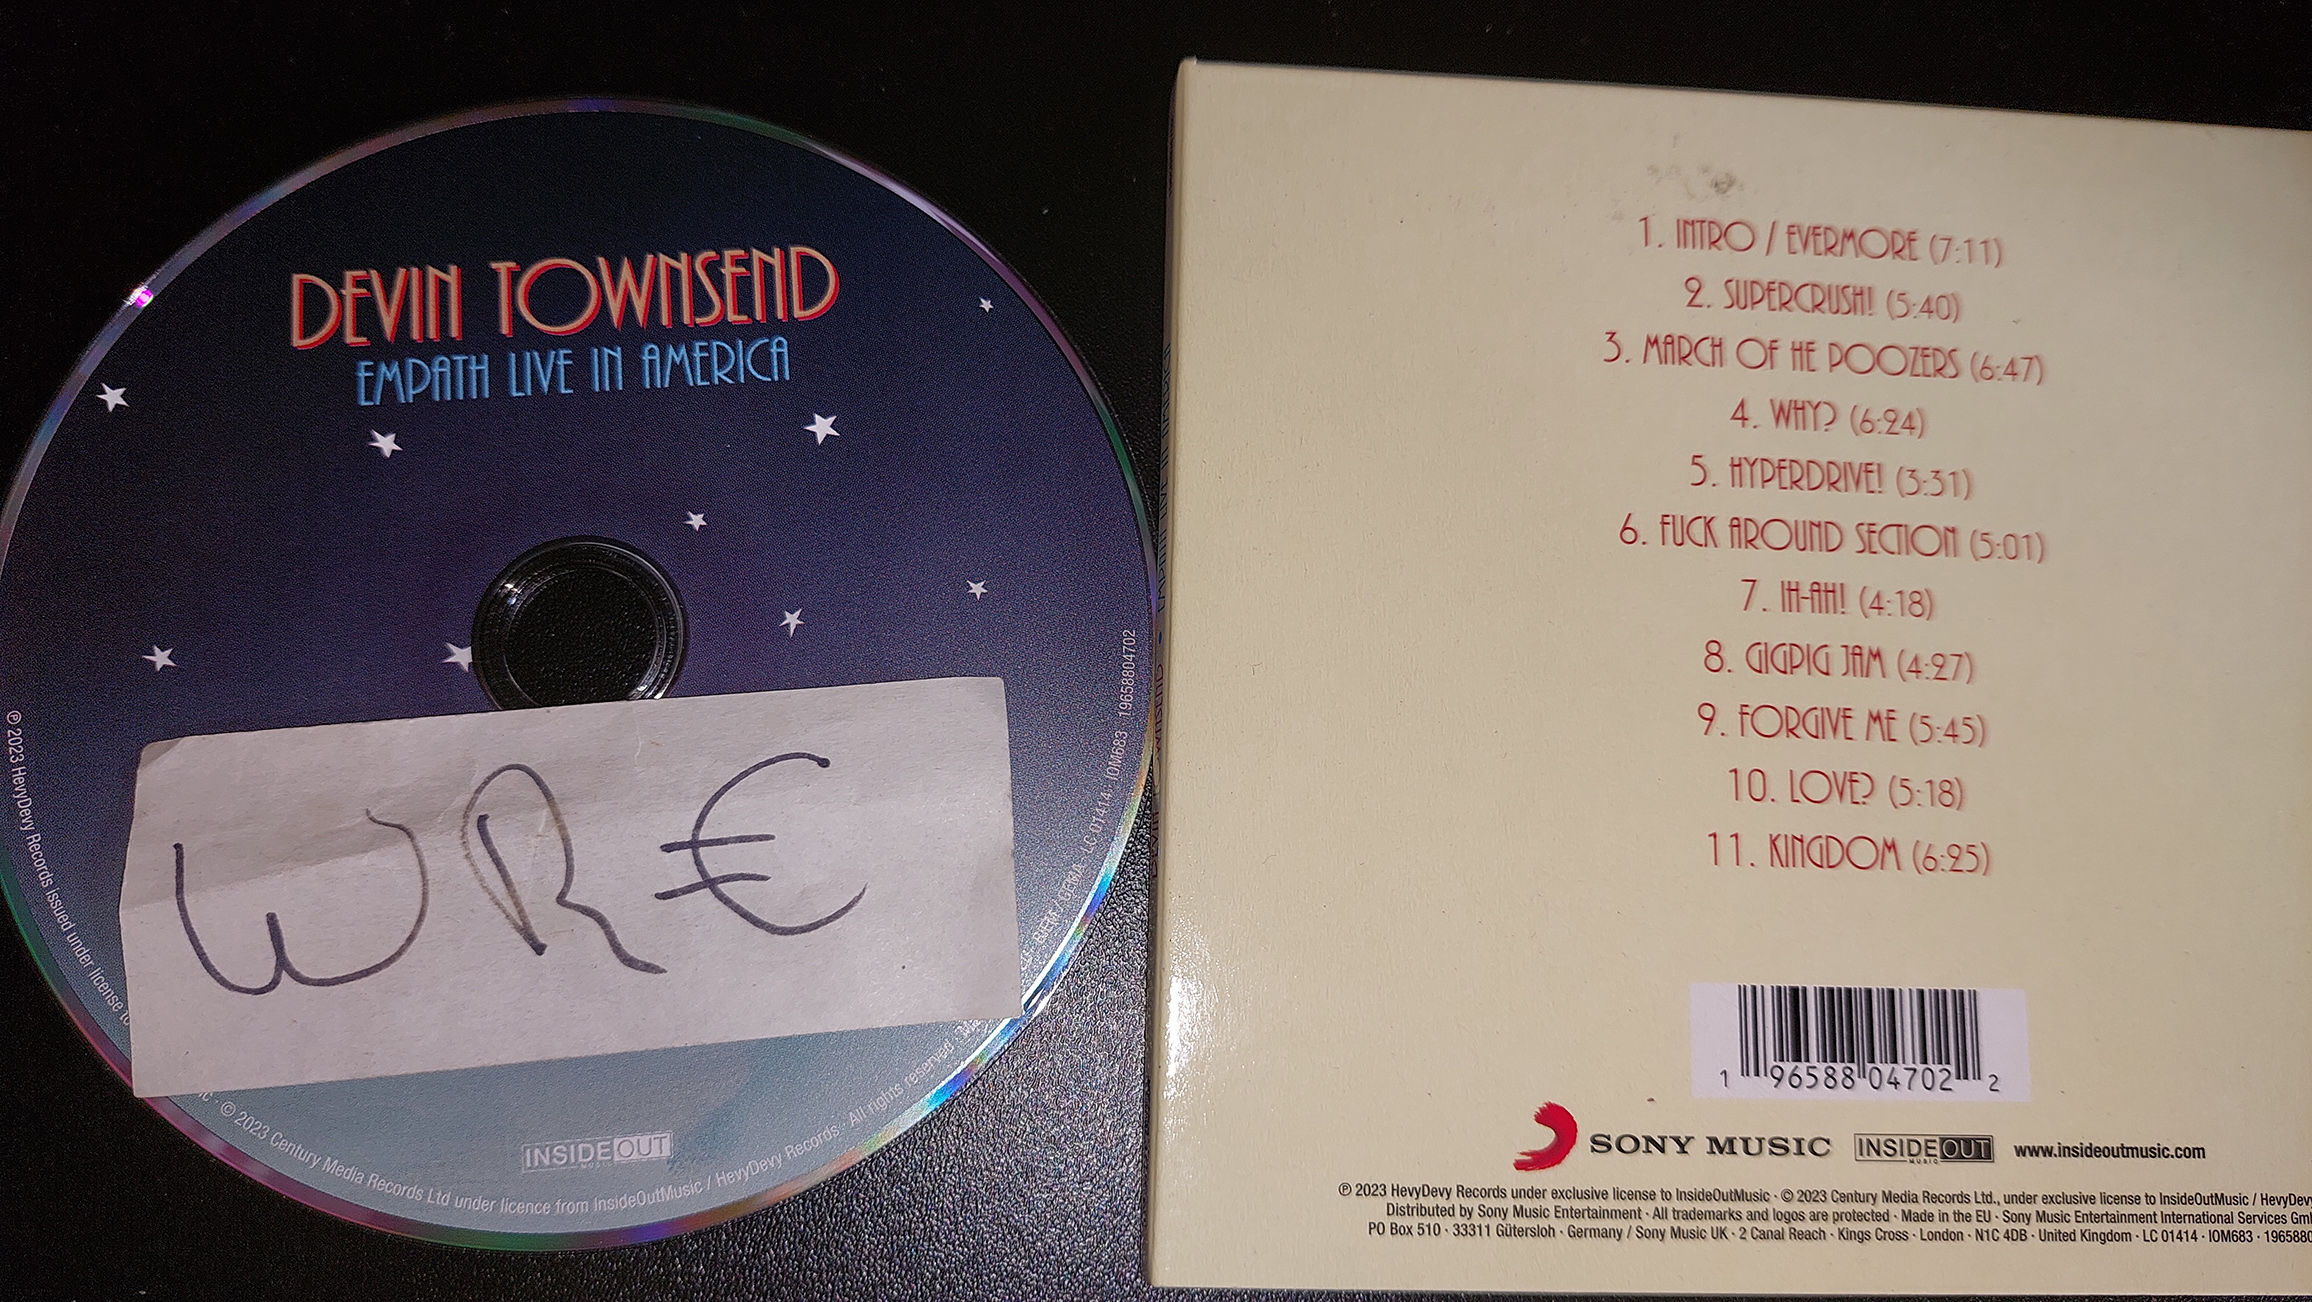 DEVIN TOWNSEND
EMPATH LIVE IN AMERICA
WR€
INSIDEOUT
MUSIC
℗ 2023 HevyDevy Records issued under license to
© 2023 Century Media Records Ltd under licence from InsideOutMusic / HevyDevy Records · All rights reserved
GEMA · LC 01414 · IOM683 19658804702
1. INTRO / EVERMORE (7:11)
2. SUPERCRUSH! (5:40)
3. MARCH OF HE POOZERS (6:47)
4. WHY? (6:24)
5. HYPERDRIVE! (3:31)
6. FUCK AROUND SECTION (5:01)
7. IH-AH! (4:18)
8. GIGPIG JAM (4:27)
9. FORGIVE ME (5:45)
10. LOVE? (5:18)
11. KINGDOM (6:25)
1 96588 04702 2
SONY MUSIC INSIDEOUT MUSIC www.insideoutmusic.com
℗ 2023 HevyDevy Records under exclusive license to InsideOutMusic · © 2023 Century Media Records Ltd., under exclusive license to InsideOutMusic / HevyDevy
Distributed by Sony Music Entertainment · All trademarks and logos are protected · Made in the EU · Sony Music Entertainment International Services Gm
PO Box 510 · 33311 Gütersloh · Germany / Sony Music UK · 2 Canal Reach · Kings Cross · London · N1C 4DB · United Kingdom · LC 01414 · IOM683 · 1965880